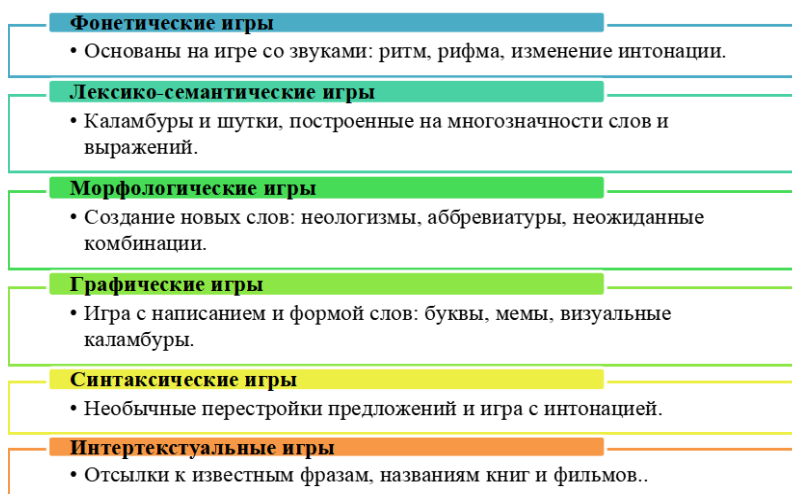 Фонетические игры
• Основаны на игре со звуками: ритм, рифма, изменение интонации.
Лексико-семантические игры
• Каламбуры и шутки, построенные на многозначности слов и
выражений.
Морфологические игры
• Создание новых слов: неологизмы, аббревиатуры, неожиданные
комбинации.
Графические игры
• Игра с написанием и формой слов: буквы, мемы, визуальные
каламбуры.
Синтаксические игры
• Необычные перестройки предложений и игра с интонацией.
Интертекстуальные игры
• Отсылки к известным фразам, названиям книг и фильмов..